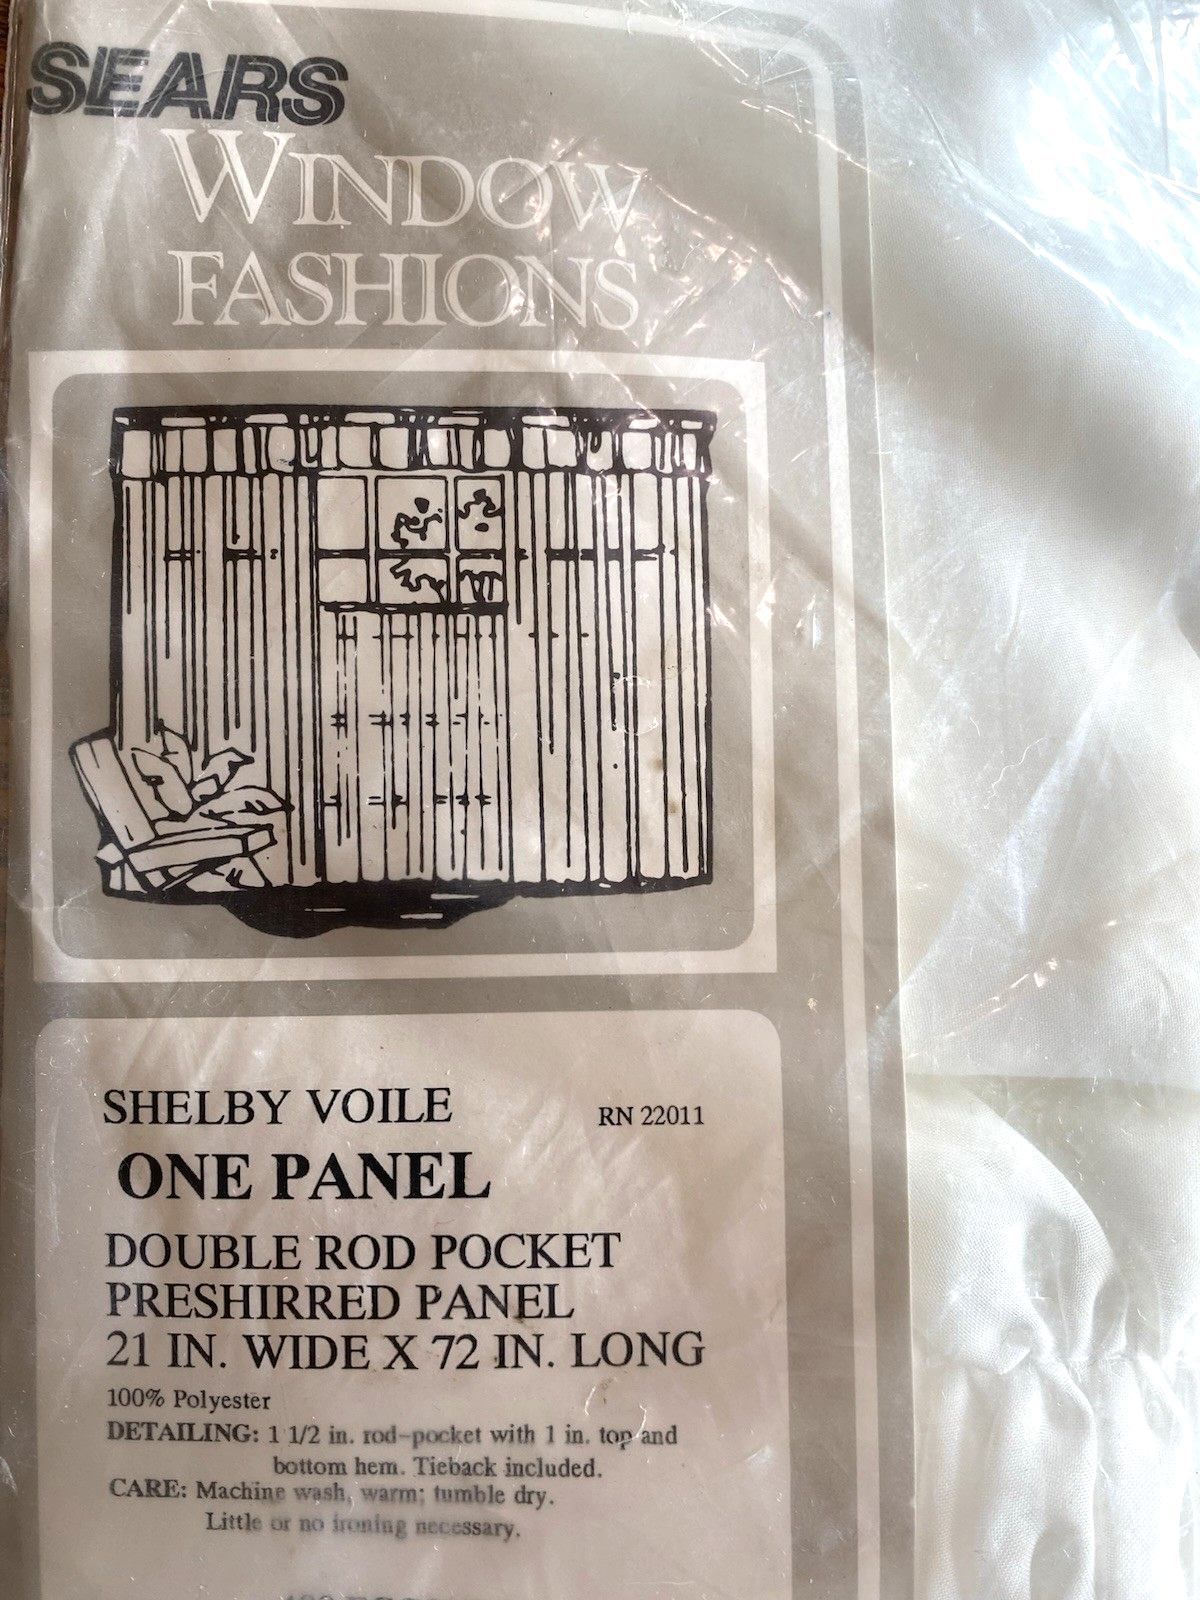 SEARS
WINDOW
FASHIONS
SHELBY VOILE RN 22011
ONE PANEL
DOUBLE ROD POCKET
PRESHIRRED PANEL
21 IN. WIDE X 72 IN. LONG
100% Polyester
DETAILING: 1 1/2 in. rod-pocket with 1 in. top and
bottom hem. Tieback included.
CARE: Machine wash, warm; tumble dry.
Little or no ironing necessary.